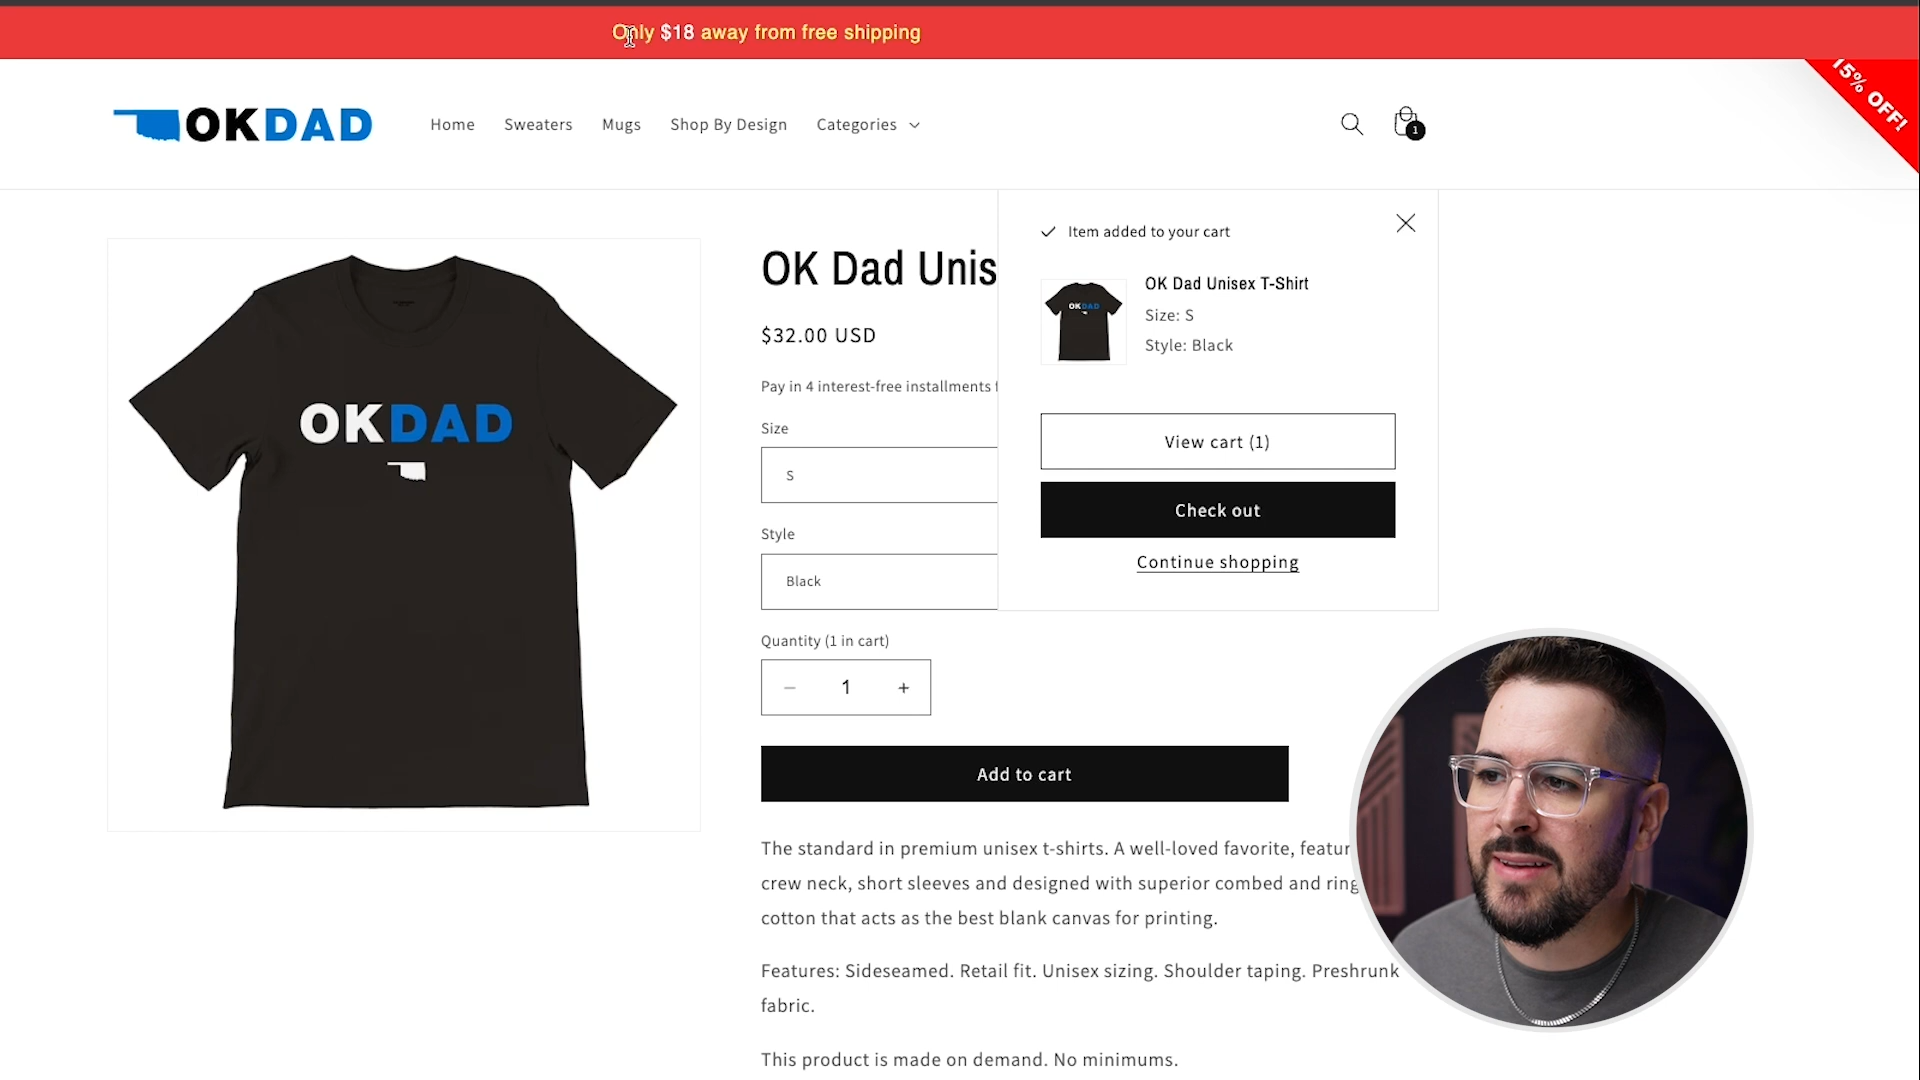 Only $18 away from free shipping
15% OFF!
OKDAD
Home
Sweaters
Mugs
Shop By Design
Categories
1
Item added to your cart
OK Dad Unisex T-Shirt
Size: S
Style: Black
View cart (1)
Check out
Continue shopping
OKDAD
OKDAD
OK Dad Unis
$32.00 USD
Pay in 4 interest-free installments
Size
S
Style
Black
Quantity (1 in cart)
1
Add to cart
The standard in premium unisex t-shirts. A well-loved favorite, featur
crew neck, short sleeves and designed with superior combed and ring
cotton that acts as the best blank canvas for printing.
Features: Sideseamed. Retail fit. Unisex sizing. Shoulder taping. Preshrunk
fabric.
This product is made on demand. No minimums.